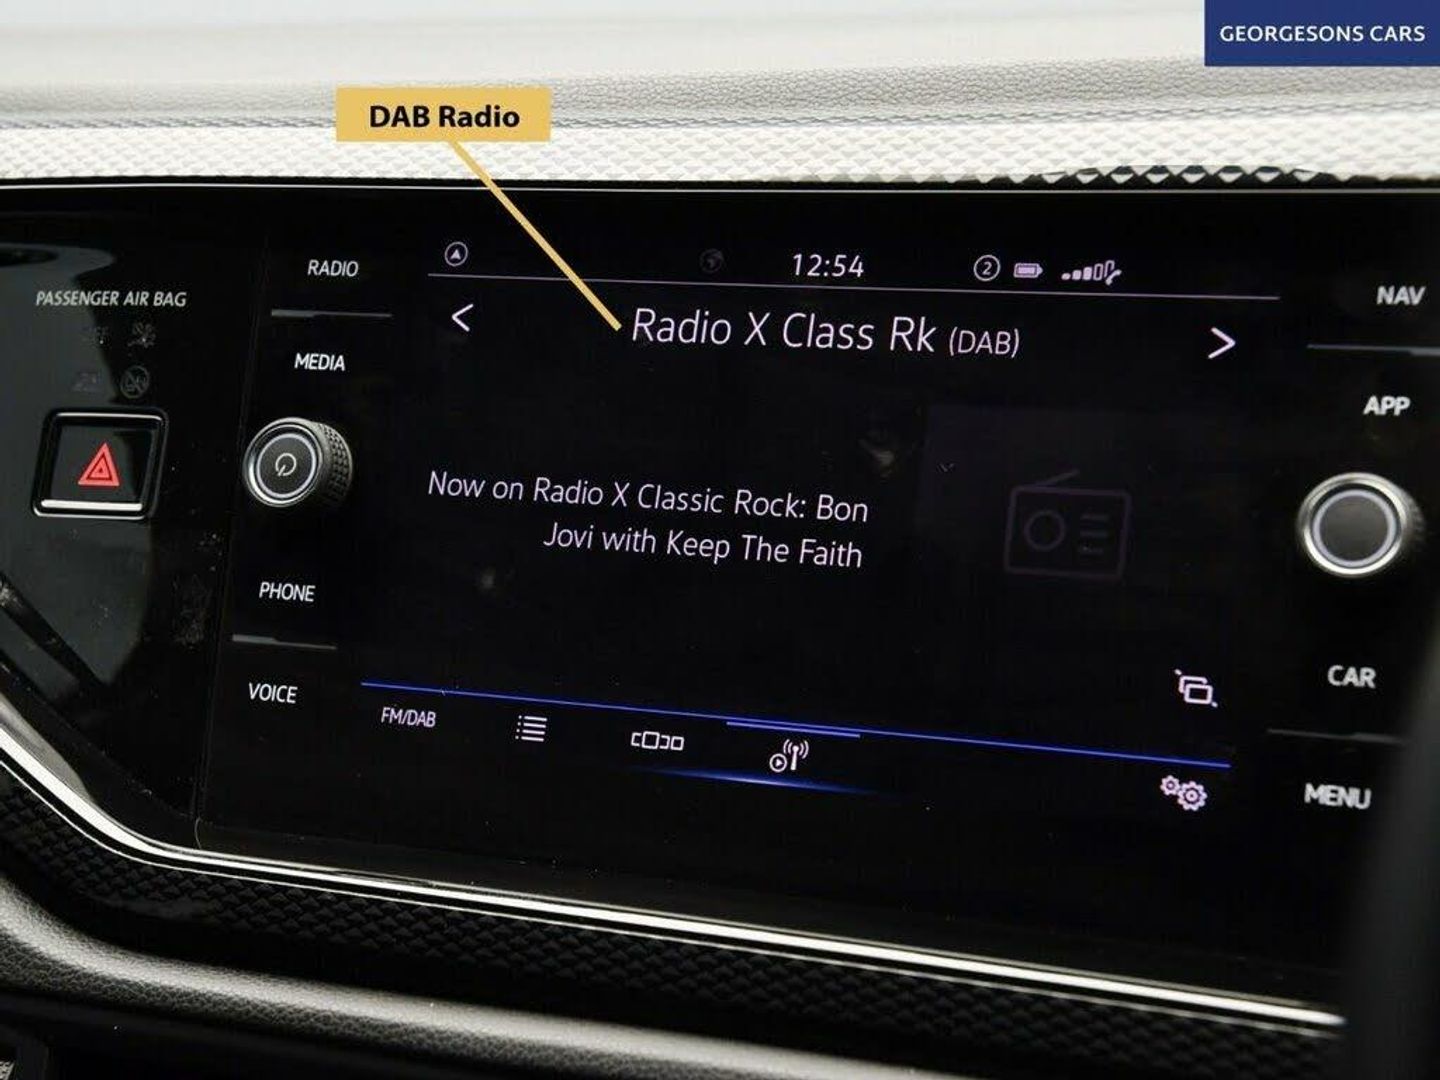 GEORGESONS CARS
DAB Radio
12:54
2
RADIO
PASSENGER AIR BAG
NAV
Radio X Class Rk (DAB)
MEDIA
APP
Now on Radio X Classic Rock: Bon
Jovi with Keep The Faith
PHONE
CAR
VOICE
FM/DAB
MENU